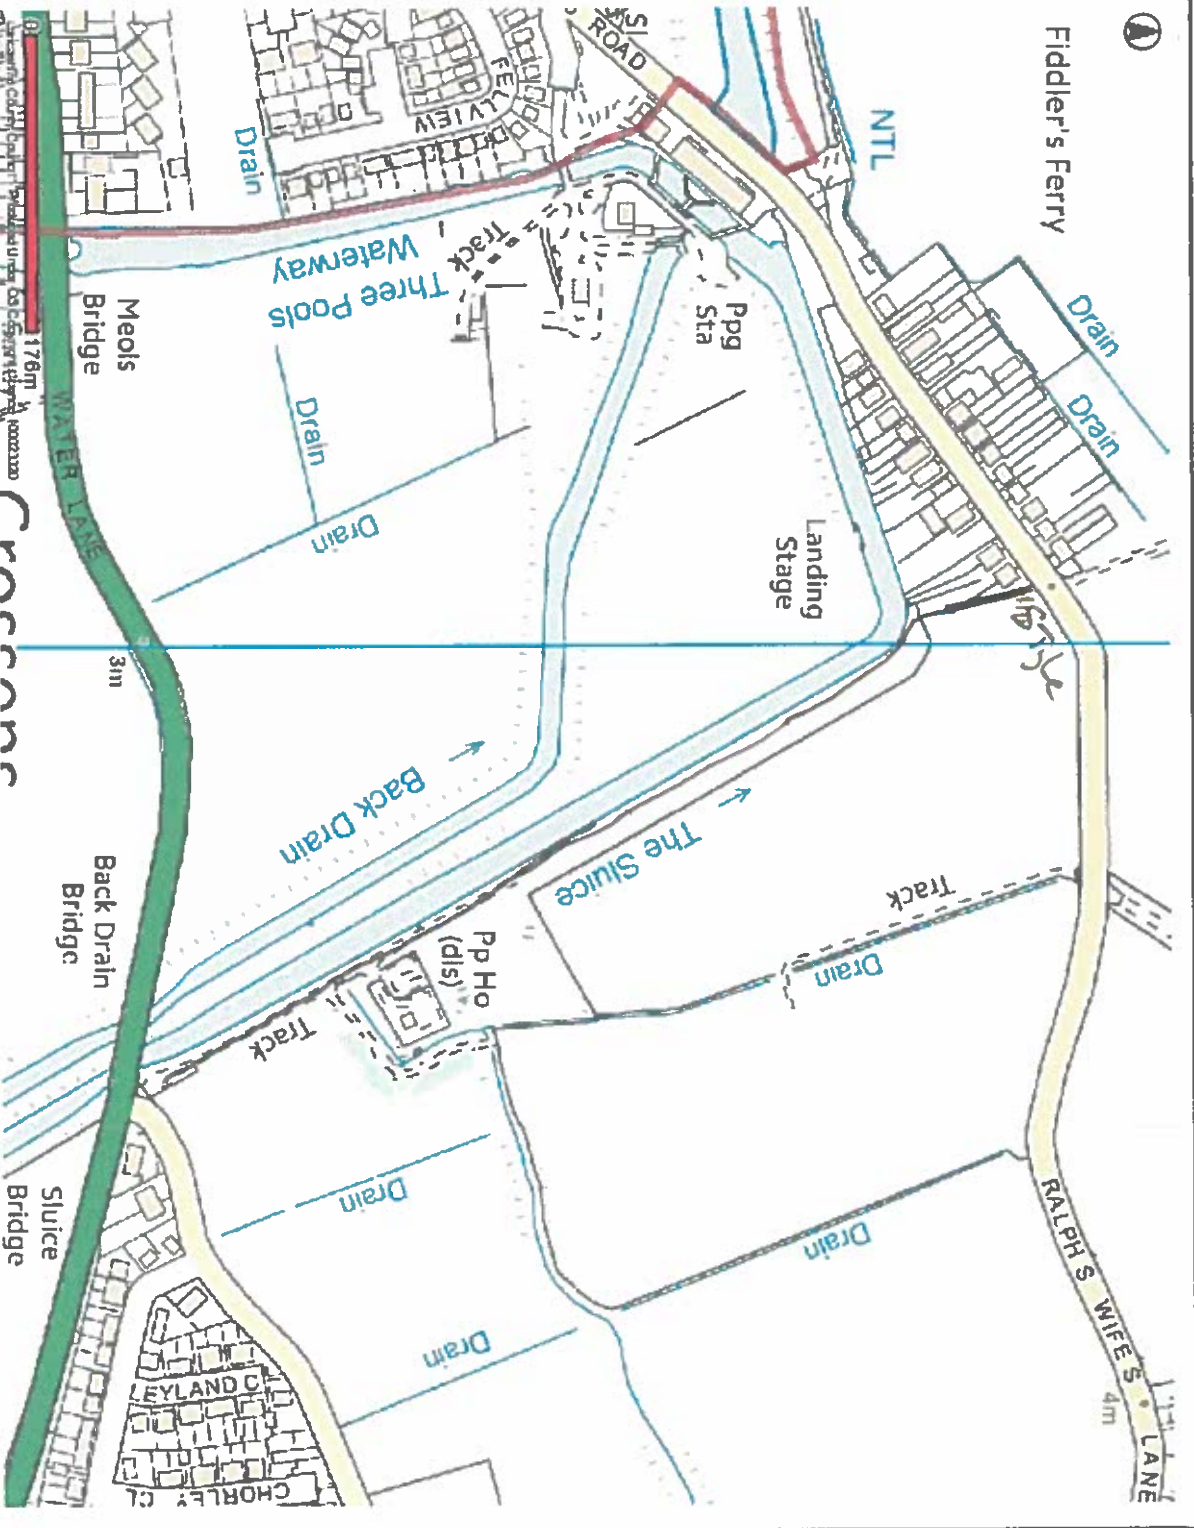 Fiddler's Ferry
NTL
ROAD
FELLVIEW
Drain
Drain
Drain
Three Pools
Waterway
Track
Ppg
Sta
Meols
Bridge
WATER LANE
176m
Drain
Drain
Landing
Stage
3m
Back Drain
The Sluice
Track
Drain
Back Drain
Bridge
Pp Ho
(dis)
Track
Drain
Drain
Drain
Sluice
Bridge
RALPH'S WIFE'S LANE
4m
LEYLAND C
CHORLEY CL
Crossens